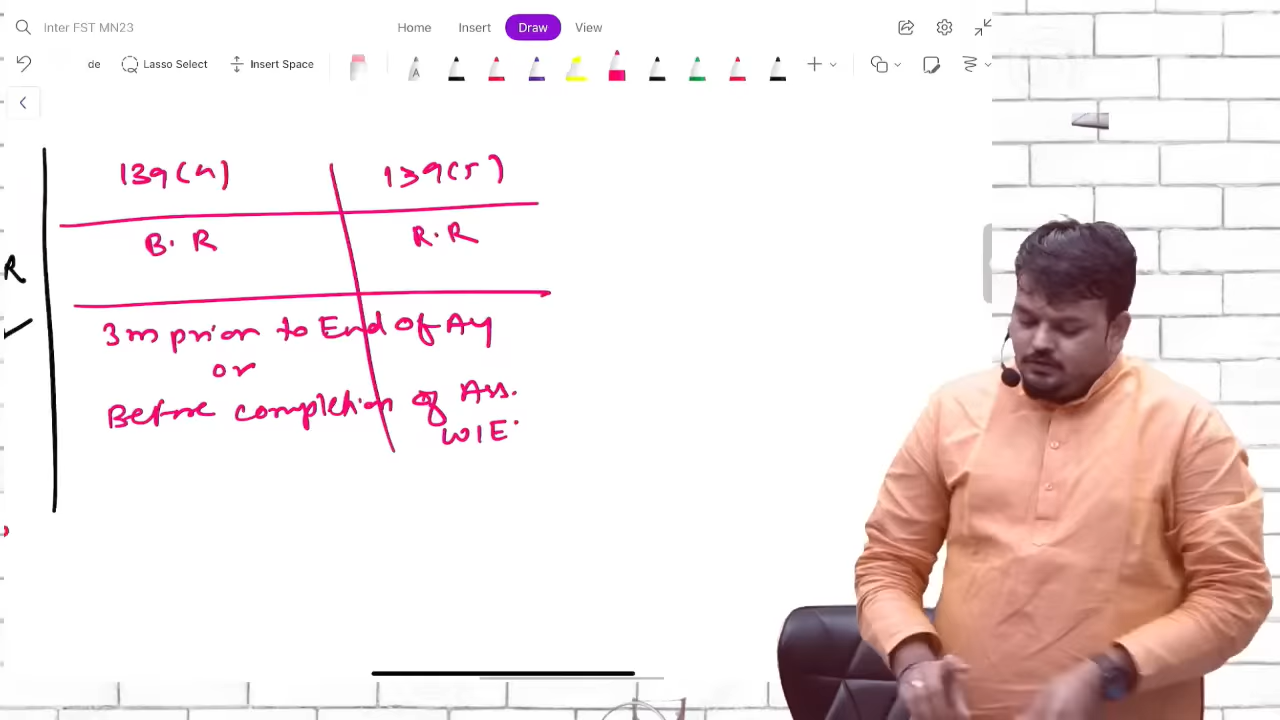 Inter FST MN23
Home Insert Draw View
de Lasso Select Insert Space
A
139(4) 139(5)
B. R R. R
R
3m prior to End of AY
or
Before completion of Ass.
WIE.